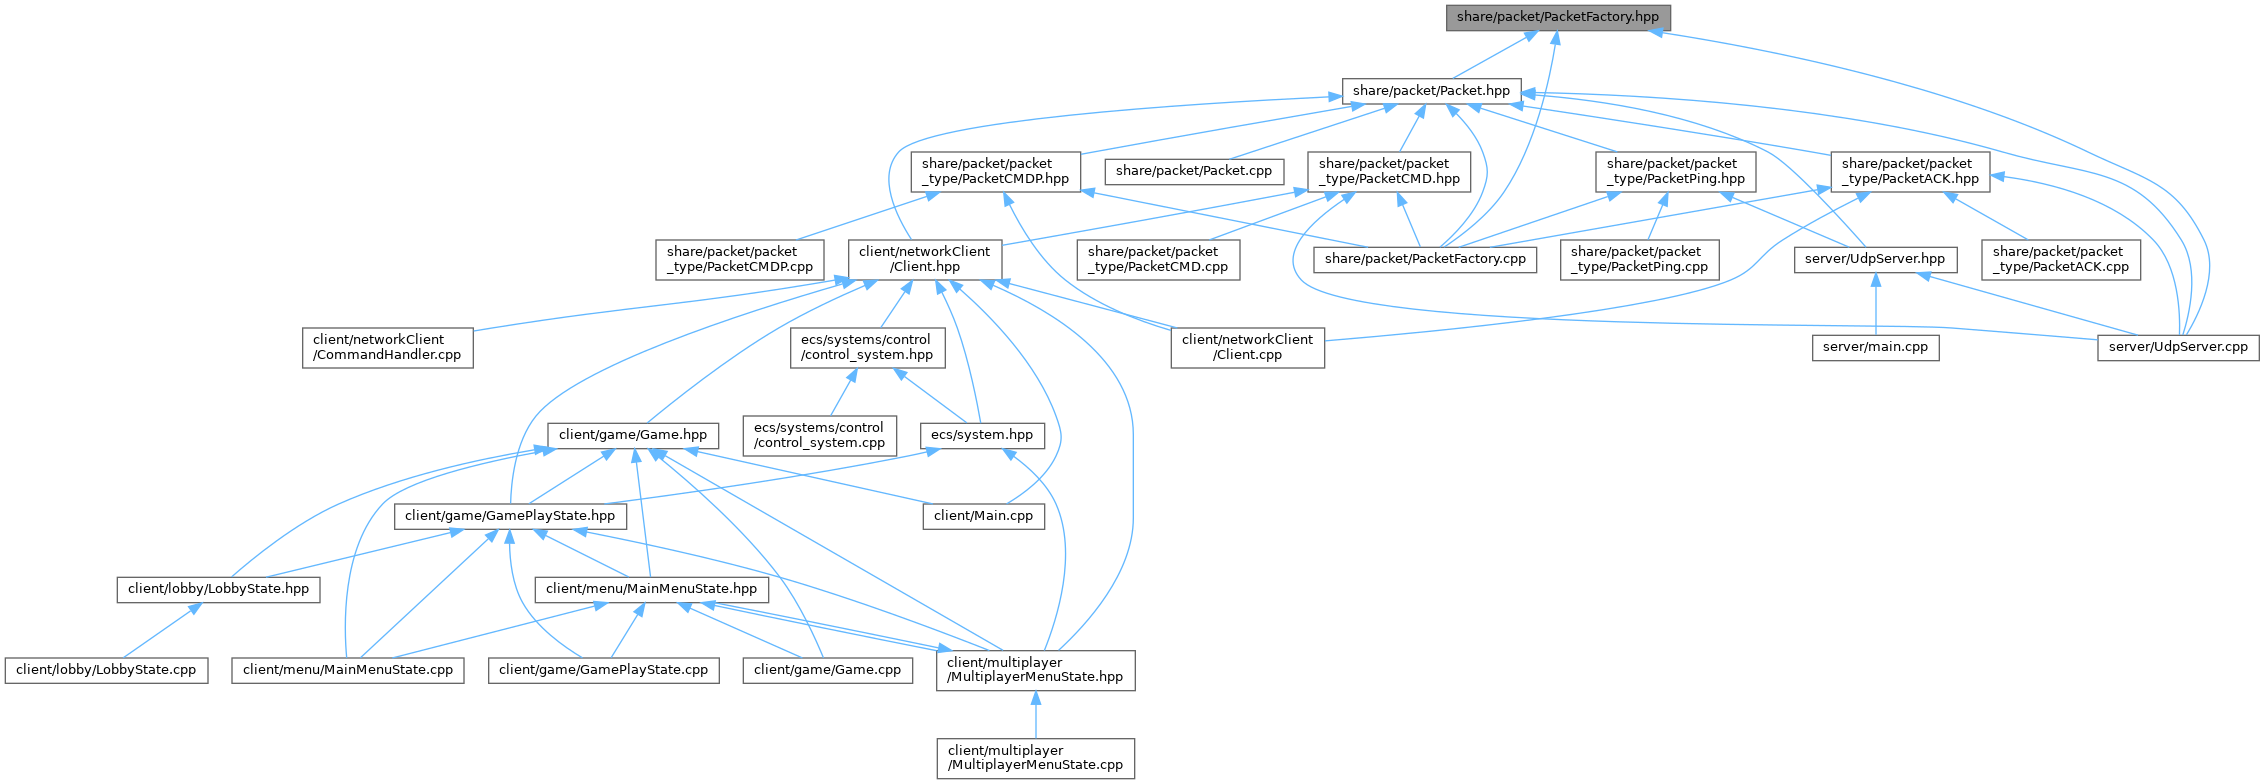 share/packet/PacketFactory.hpp
share/packet/Packet.hpp
share/packet/packet
_type/PacketCMDP.hpp
share/packet/Packet.cpp
share/packet/packet
_type/PacketCMD.hpp
share/packet/packet
_type/PacketPing.hpp
share/packet/packet
_type/PacketACK.hpp
share/packet/packet
_type/PacketCMDP.cpp
client/networkClient
/Client.hpp
share/packet/packet
_type/PacketCMD.cpp
share/packet/PacketFactory.cpp
share/packet/packet
_type/PacketPing.cpp
server/UdpServer.hpp
share/packet/packet
_type/PacketACK.cpp
client/networkClient
/CommandHandler.cpp
ecs/systems/control
/control_system.hpp
client/networkClient
/Client.cpp
server/main.cpp
server/UdpServer.cpp
client/game/Game.hpp
ecs/systems/control
/control_system.cpp
ecs/system.hpp
client/game/GamePlayState.hpp
client/Main.cpp
client/lobby/LobbyState.hpp
client/menu/MainMenuState.hpp
client/lobby/LobbyState.cpp
client/menu/MainMenuState.cpp
client/game/GamePlayState.cpp
client/game/Game.cpp
client/multiplayer
/MultiplayerMenuState.hpp
client/multiplayer
/MultiplayerMenuState.cpp